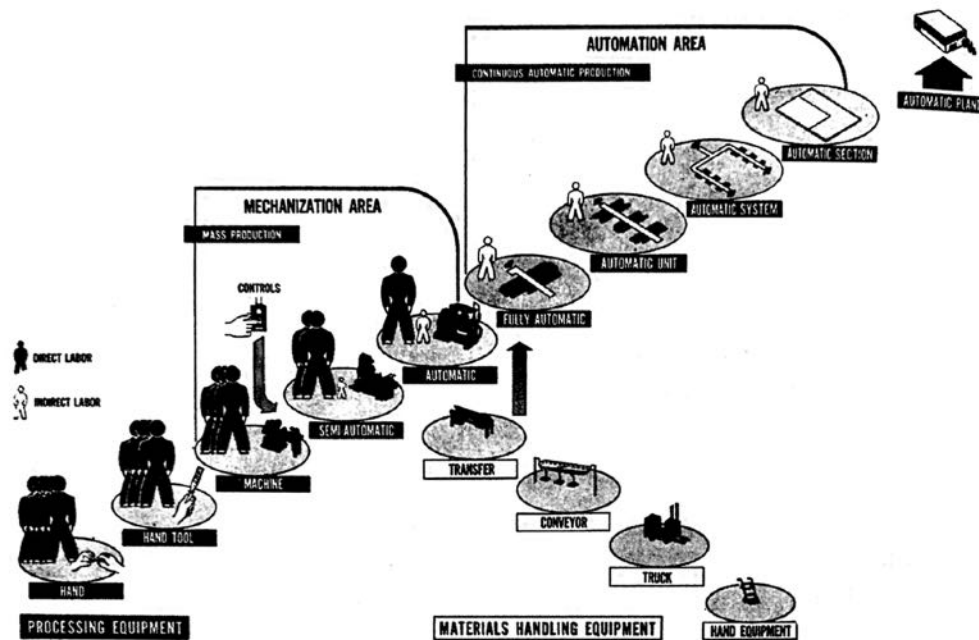 AUTOMATION AREA
CONTINUOUS AUTOMATIC PRODUCTION
AUTOMATIC PLANT
AUTOMATIC SECTION
AUTOMATIC SYSTEM
MECHANIZATION AREA
MASS PRODUCTION
AUTOMATIC UNIT
CONTROLS
FULLY AUTOMATIC
DIRECT LABOR
AUTOMATIC
INDIRECT LABOR
SEMI AUTOMATIC
TRANSFER
MACHINE
CONVEYOR
HAND TOOL
TRUCK
HAND
PROCESSING EQUIPMENT
MATERIALS HANDLING EQUIPMENT
HAND EQUIPMENT